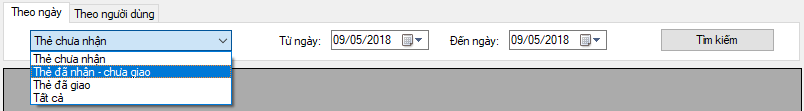 Theo ngày Theo người dùng
Thẻ chưa nhận Từ ngày: 09/05/2018 Đến ngày: 09/05/2018 Tìm kiếm
Thẻ chưa nhận
Thẻ đã nhận - chưa giao
Thẻ đã giao
Tất cả